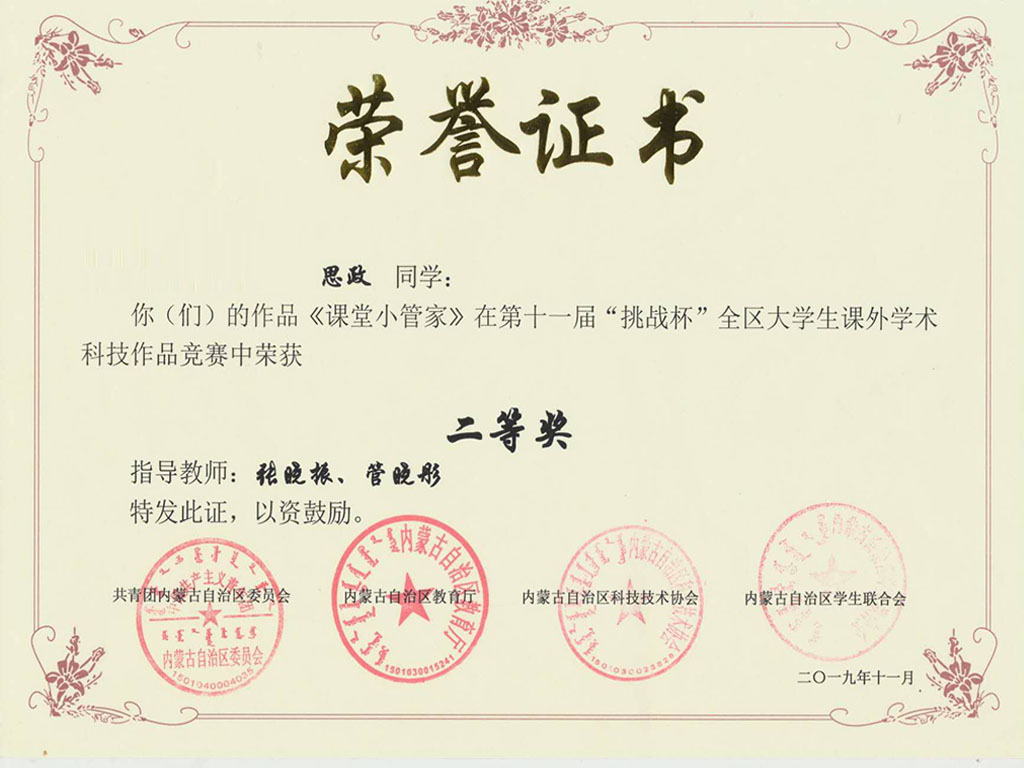 荣誉证书
思政 同学：
你（们）的作品《课堂小管家》在第十一届“挑战杯”全区大学生课外学术
科技作品竞赛中荣获
二等奖
指导教师：张晓振、管晓彤
特发此证，以资鼓励。
共青团内蒙古自治区委员会 内蒙古自治区教育厅 内蒙古自治区科技技术协会 内蒙古自治区学生联合会
内蒙古自治区委员会
内蒙古自治区教育厅
1501030015241
二〇一九年十一月